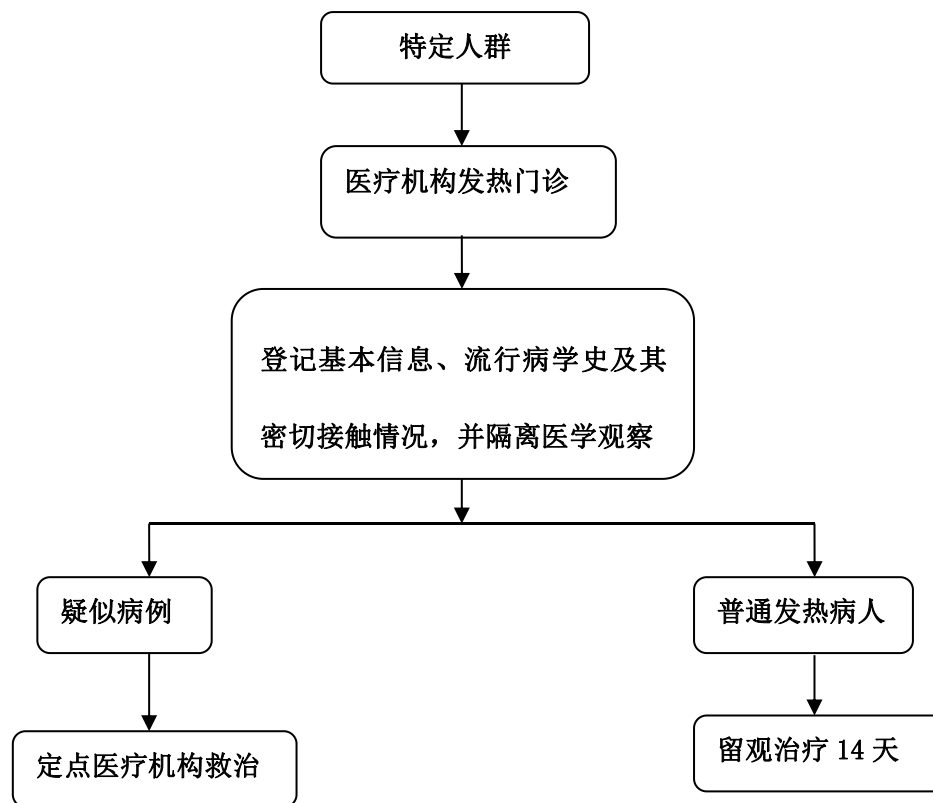 特定人群
医疗机构发热门诊
登记基本信息、流行病学史及其
密切接触情况，并隔离医学观察
疑似病例
普通发热病人
定点医疗机构救治
留观治疗 14 天